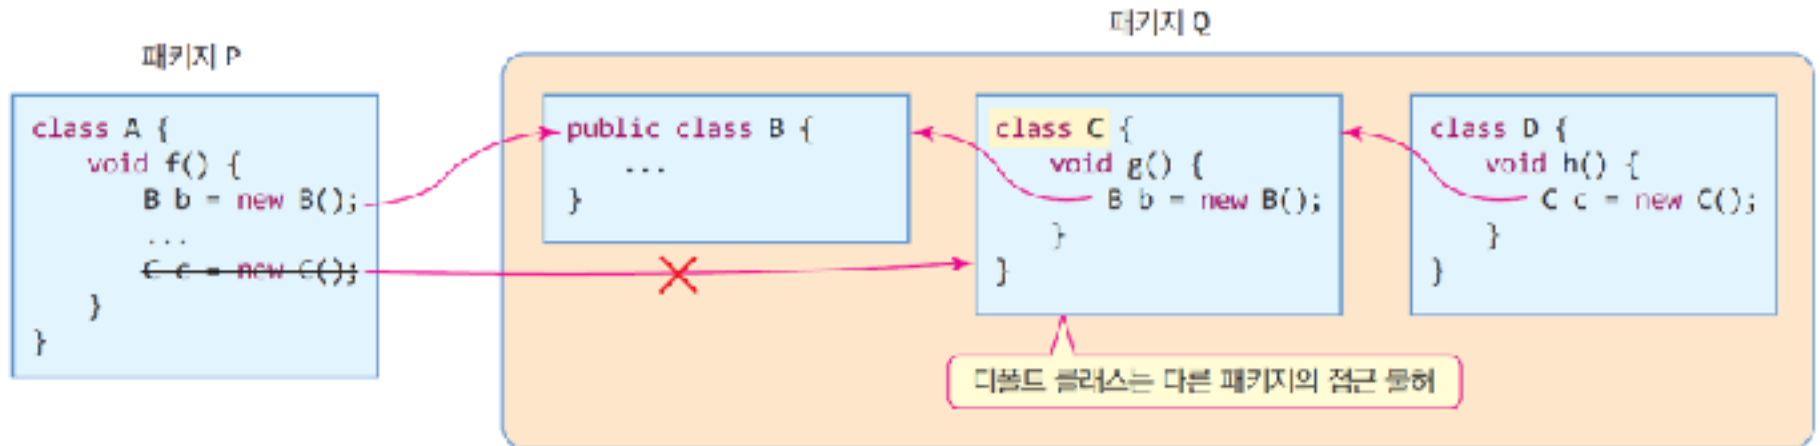 패키지 P
패키지 Q
class A {
void f() {
B b = new B();
...
C c = new C();
}
}
public class B {
...
}
class C {
void g() {
B b = new B();
}
}
class D {
void h() {
C c = new C();
}
}
디폴트 클래스는 다른 패키지의 접근 불허